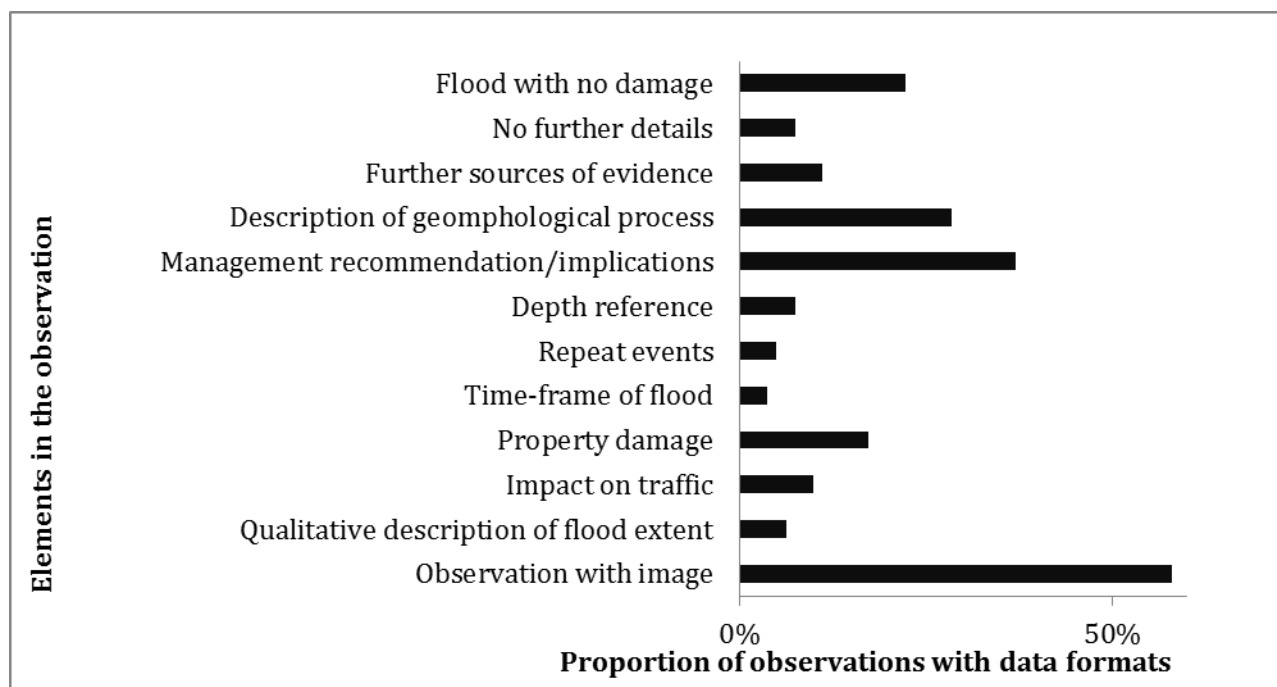 Elements in the observation
Flood with no damage
No further details
Further sources of evidence
Description of geomphological process
Management recommendation/implications
Depth reference
Repeat events
Time-frame of flood
Property damage
Impact on traffic
Qualitative description of flood extent
Observation with image
0% 50%
Proportion of observations with data formats